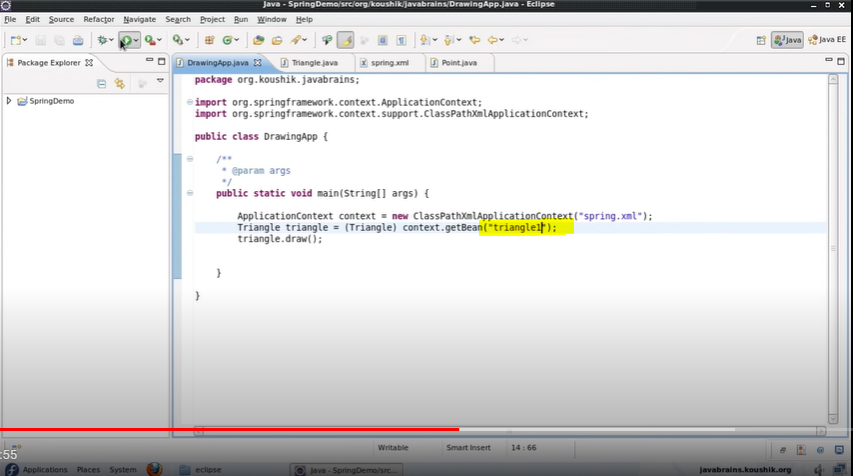 Java - SpringDemo/src/org/koushik/javabrains/DrawingApp.java - Eclipse
File Edit Source Refactor Navigate Search Project Run Window Help
Java Java EE
Package Explorer
DrawingApp.java Triangle.java spring.xml Point.java
SpringDemo
package org.koushik.javabrains;
import org.springframework.context.ApplicationContext;
import org.springframework.context.support.ClassPathXmlApplicationContext;
public class DrawingApp {
/**
* @param args
*/
public static void main(String[] args) {
ApplicationContext context = new ClassPathXmlApplicationContext("spring.xml");
Triangle triangle = (Triangle) context.getBean("triangle1");
triangle.draw();
}
}
:55
Writable Smart Insert 14 : 66
Applications Places System eclipse Java - SpringDemo/src... javabrains.koushik.org